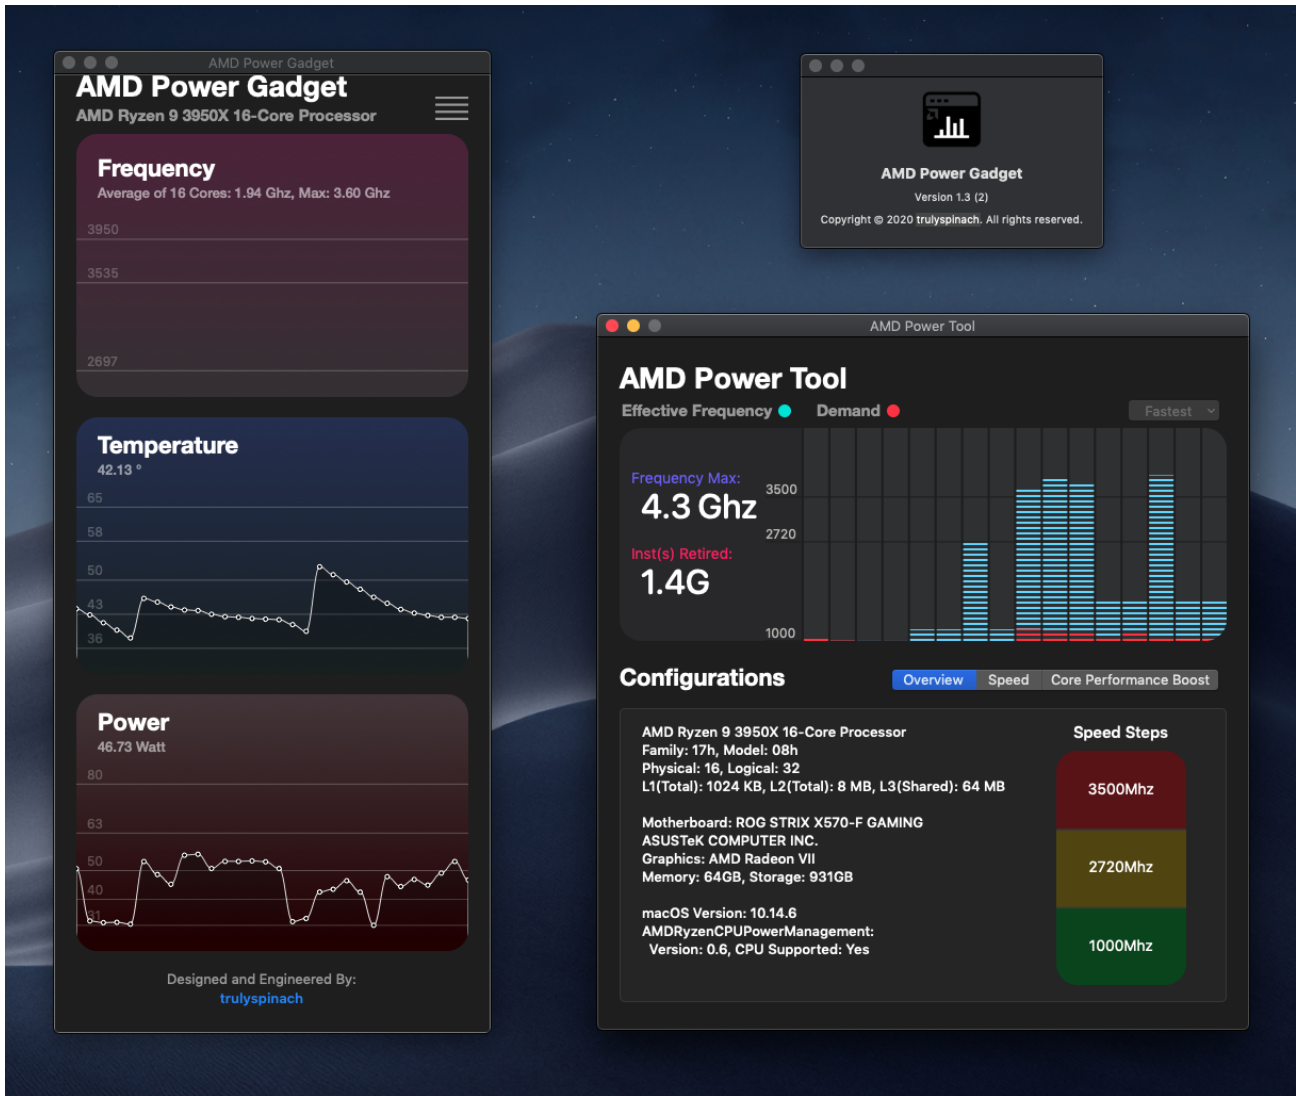 AMD Power Gadget
AMD Power Gadget
AMD Ryzen 9 3950X 16-Core Processor
Frequency
Average of 16 Cores: 1.94 Ghz, Max: 3.60 Ghz
3950
3535
2697
Temperature
42.13 °
65
58
50
43
36
Power
46.73 Watt
80
63
50
40
31
Designed and Engineered By:
trulyspinach
AMD Power Gadget
Version 1.3 (2)
Copyright © 2020 trulyspinach. All rights reserved.
AMD Power Tool
AMD Power Tool
Effective Frequency Demand
Fastest
Frequency Max:
4.3 Ghz
Inst(s) Retired:
1.4G
3500
2720
1000
Configurations
Overview Speed Core Performance Boost
AMD Ryzen 9 3950X 16-Core Processor
Family: 17h, Model: 08h
Physical: 16, Logical: 32
L1(Total): 1024 KB, L2(Total): 8 MB, L3(Shared): 64 MB
Motherboard: ROG STRIX X570-F GAMING
ASUSTeK COMPUTER INC.
Graphics: AMD Radeon VII
Memory: 64GB, Storage: 931GB
macOS Version: 10.14.6
AMDRyzenCPUPowerManagement:
Version: 0.6, CPU Supported: Yes
Speed Steps
3500Mhz
2720Mhz
1000Mhz